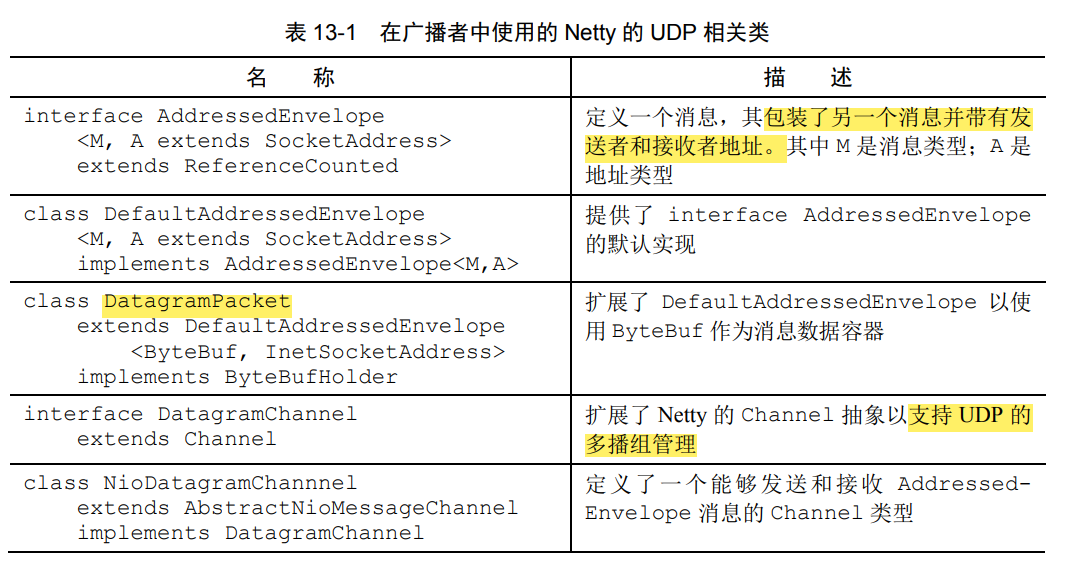 表 13-1 在广播者中使用的 Netty 的 UDP 相关类
名 称
描 述
interface AddressedEnvelope
<M, A extends SocketAddress>
extends ReferenceCounted
定义一个消息，其包装了另一个消息并带有发
送者和接收者地址。其中 M 是消息类型；A 是
地址类型
class DefaultAddressedEnvelope
<M, A extends SocketAddress>
implements AddressedEnvelope<M,A>
提供了 interface AddressedEnvelope
的默认实现
class DatagramPacket
extends DefaultAddressedEnvelope
<ByteBuf, InetSocketAddress>
implements ByteBufHolder
扩展了 DefaultAddressedEnvelope 以使
用 ByteBuf 作为消息数据容器
interface DatagramChannel
extends Channel
扩展了 Netty 的 Channel 抽象以支持 UDP 的
多播组管理
class NioDatagramChannnel
extends AbstractNioMessageChannel
implements DatagramChannel
定义了一个能够发送和接收 Addressed-
Envelope 消息的 Channel 类型